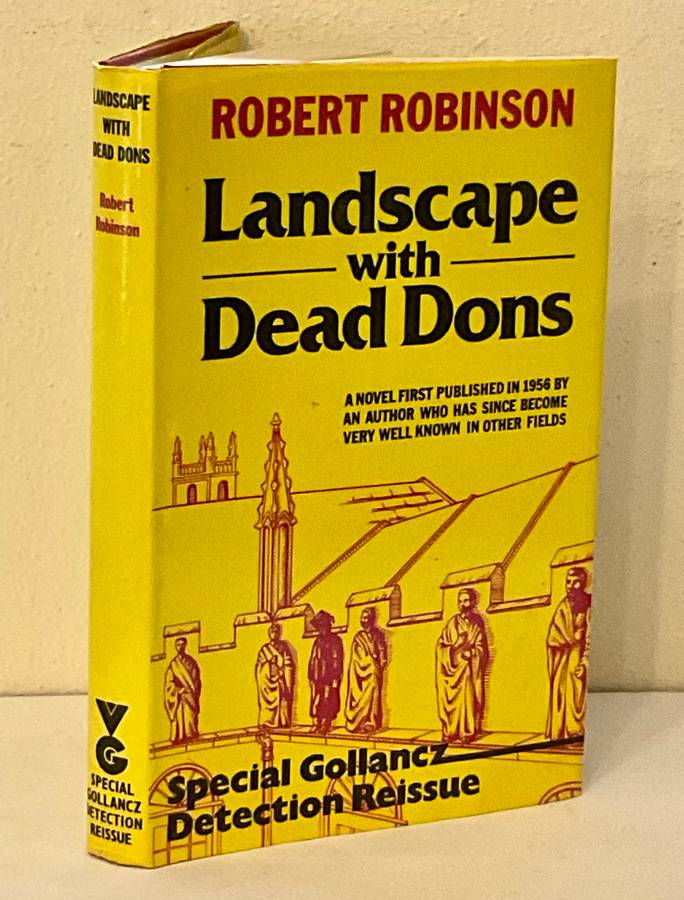 ROBERT ROBINSON
Landscape
with
Dead Dons
A NOVEL FIRST PUBLISHED IN 1956 BY
AN AUTHOR WHO HAS SINCE BECOME
VERY WELL KNOWN IN OTHER FIELDS
Special Gollancz
Detection Reissue
LANDSCAPE
WITH
DEAD DONS
Robert
Robinson
VG
SPECIAL
GOLLANCZ
DETECTION
REISSUE